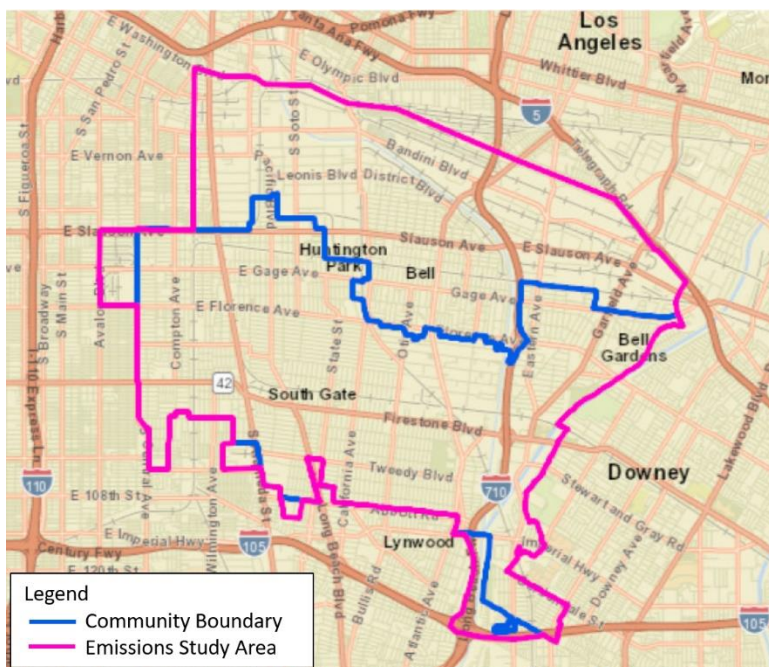 Los
Angeles
Pomona Fwy
Santa Ana Fwy
E Washington
Whittier Blvd
E Olympic Blvd
S San Pedro St
S Soto St
5
E Vernon Ave
Bandini Blvd
Telegraph Rd
S Figueroa St
Leonis Blvd District Blvd
Pacific Blvd
Slauson Ave
E Slauson Ave
Huntington
Park
Bell
E Gage Ave
Gage Ave
S Broadway
S Main St
Compton Ave
E Florence Ave
State St
Otis Ave
Eastern Ave
Garfield Ave
Bell
Gardens
I-110 Express Ln
42
South Gate
Firestone Blvd
Lakewood Blvd
Downey
Tweedy Blvd
California Ave
110
710
E 108th St
Wilmington Ave
Abbott Rd
Stewart and Gray Rd
E Imperial Hwy
Imperial Hwy
Century Fwy
105
Lynwood
Long Beach Blvd
Downey Ave
E 120th St
Bullis Rd
Atlantic Ave
105
Legend
Community Boundary
Emissions Study Area